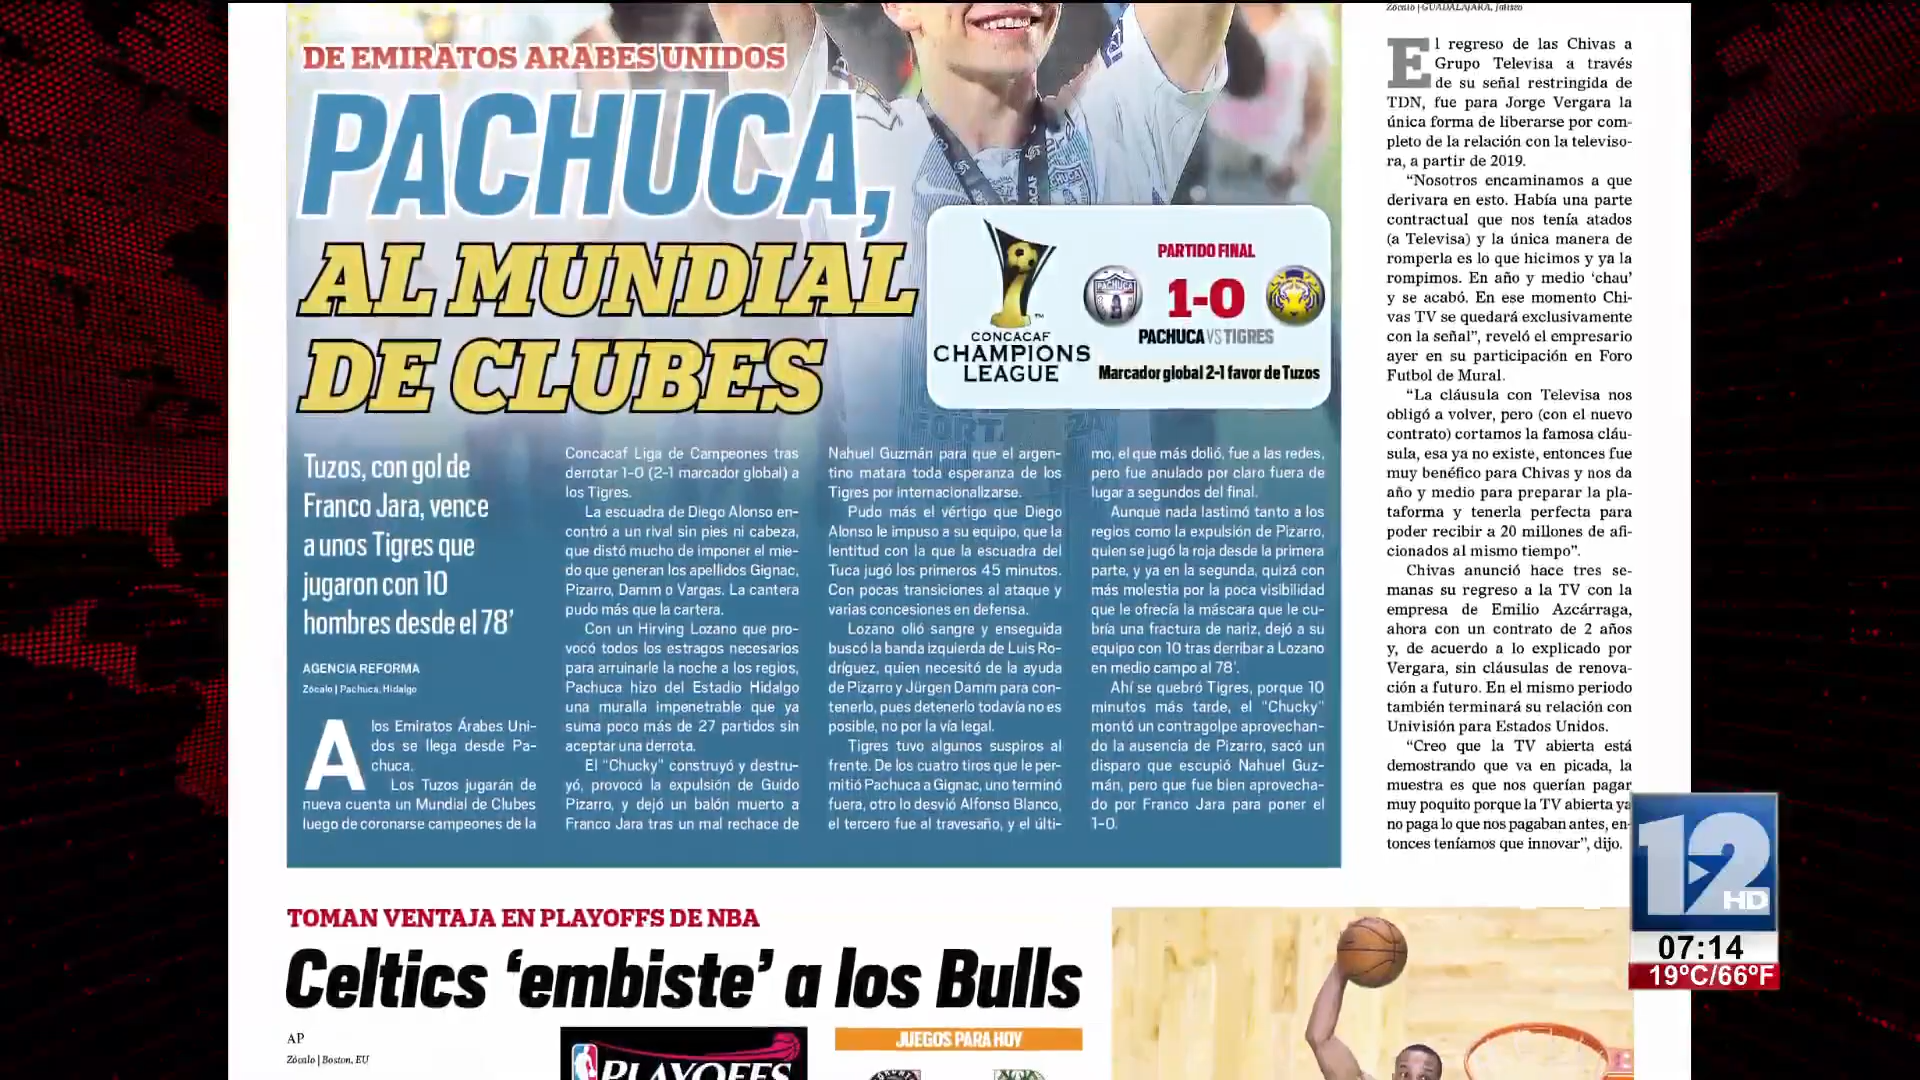 DE EMIRATOS ARABES UNIDOS
PACHUCA,
AL MUNDIAL
DE CLUBES
CONCACAF
CHAMPIONS
LEAGUE
™
PARTIDO FINAL
PACHUCA
1-0
PACHUCA VS TIGRES
Marcador global 2-1 favor de Tuzos
Tuzos, con gol de
Franco Jara, vence
a unos Tigres que
jugaron con 10
hombres desde el 78’
AGENCIA REFORMA
Zócalo | Pachuca, Hidalgo
A los Emiratos Árabes Uni-
dos se llega desde Pa-
chuca.
Los Tuzos jugarán de
nueva cuenta un Mundial de Clubes
luego de coronarse campeones de la
Concacaf Liga de Campeones tras
derrotar 1-0 (2-1 marcador global) a
los Tigres.
La escuadra de Diego Alonso en-
contró a un rival sin pies ni cabeza,
que distó mucho de imponer el mie-
do que generan los apellidos Gignac,
Pizarro, Damm o Vargas. La cantera
pudo más que la cartera.
Con un Hirving Lozano que pro-
vocó todos los estragos necesarios
para arruinarle la noche a los regios,
Pachuca hizo del Estadio Hidalgo
una muralla impenetrable que ya
suma poco más de 27 partidos sin
aceptar una derrota.
El “Chucky” construyó y destru-
yó, provocó la expulsión de Guido
Pizarro, y dejó un balón muerto a
Franco Jara tras un mal rechace de
Nahuel Guzmán para que el argen-
tino matara toda esperanza de los
Tigres por internacionalizarse.
Pudo más el vértigo que Diego
Alonso le impuso a su equipo, que la
lentitud con la que la escuadra del
Tuca jugó los primeros 45 minutos.
Con pocas transiciones al ataque y
varias concesiones en defensa.
Lozano olió sangre y enseguida
buscó la banda izquierda de Luis Ro-
dríguez, quien necesitó de la ayuda
de Pizarro y Jürgen Damm para con-
tenerlo, pues detenerlo todavía no es
posible, no por la vía legal.
Tigres tuvo algunos suspiros al
frente. De los cuatro tiros que le per-
mitió Pachuca a Gignac, uno terminó
fuera, otro lo desvió Alfonso Blanco,
el tercero fue al travesaño, y el últi-
mo, el que más dolió, fue a las redes,
pero fue anulado por claro fuera de
lugar a segundos del final.
Aunque nada lastimó tanto a los
regios como la expulsión de Pizarro,
quien se jugó la roja desde la primera
parte, y ya en la segunda, quizá con
más molestia por la poca visibilidad
que le ofrecía la máscara que le cu-
bría una fractura de nariz, dejó a su
equipo con 10 tras derribar a Lozano
en medio campo al 78’.
Ahí se quebró Tigres, porque 10
minutos más tarde, el “Chucky”
montó un contragolpe aprovechan-
do la ausencia de Pizarro, sacó un
disparo que escupió Nahuel Guz-
mán, pero que fue bien aprovecha-
do por Franco Jara para poner el
1-0.
Zócalo | GUADALAJARA, Jalisco
El regreso de las Chivas a
Grupo Televisa a través
de su señal restringida de
TDN, fue para Jorge Vergara la
única forma de liberarse por com-
pleto de la relación con la televiso-
ra, a partir de 2019.
“Nosotros encaminamos a que
derivara en esto. Había una parte
contractual que nos tenía atados
(a Televisa) y la única manera de
romperla es lo que hicimos y ya la
rompimos. En año y medio ‘chau’
y se acabó. En ese momento Chi-
vas TV se quedará exclusivamente
con la señal”, reveló el empresario
ayer en su participación en Foro
Futbol de Mural.
“La cláusula con Televisa nos
obligó a volver, pero (con el nuevo
contrato) cortamos la famosa cláu-
sula, esa ya no existe, entonces fue
muy benéfico para Chivas y nos da
año y medio para preparar la pla-
taforma y tenerla perfecta para
poder recibir a 20 millones de afi-
cionados al mismo tiempo”.
Chivas anunció hace tres se-
manas su regreso a la TV con la
empresa de Emilio Azcárraga,
ahora con un contrato de 2 años
y, de acuerdo a lo explicado por
Vergara, sin cláusulas de renova-
ción a futuro. En el mismo periodo
también terminará su relación con
Univisión para Estados Unidos.
“Creo que la TV abierta está
demostrando que va en picada, la
muestra es que nos querían pagar
muy poquito porque la TV abierta ya
no paga lo que nos pagaban antes, en-
tonces teníamos que innovar”, dijo.
TOMAN VENTAJA EN PLAYOFFS DE NBA
Celtics ‘embiste’ a los Bulls
AP
Zócalo | Boston, EU
PLAYOFFS
JUEGOS PARA HOY
12
HD
07:14
19ºC/66ºF